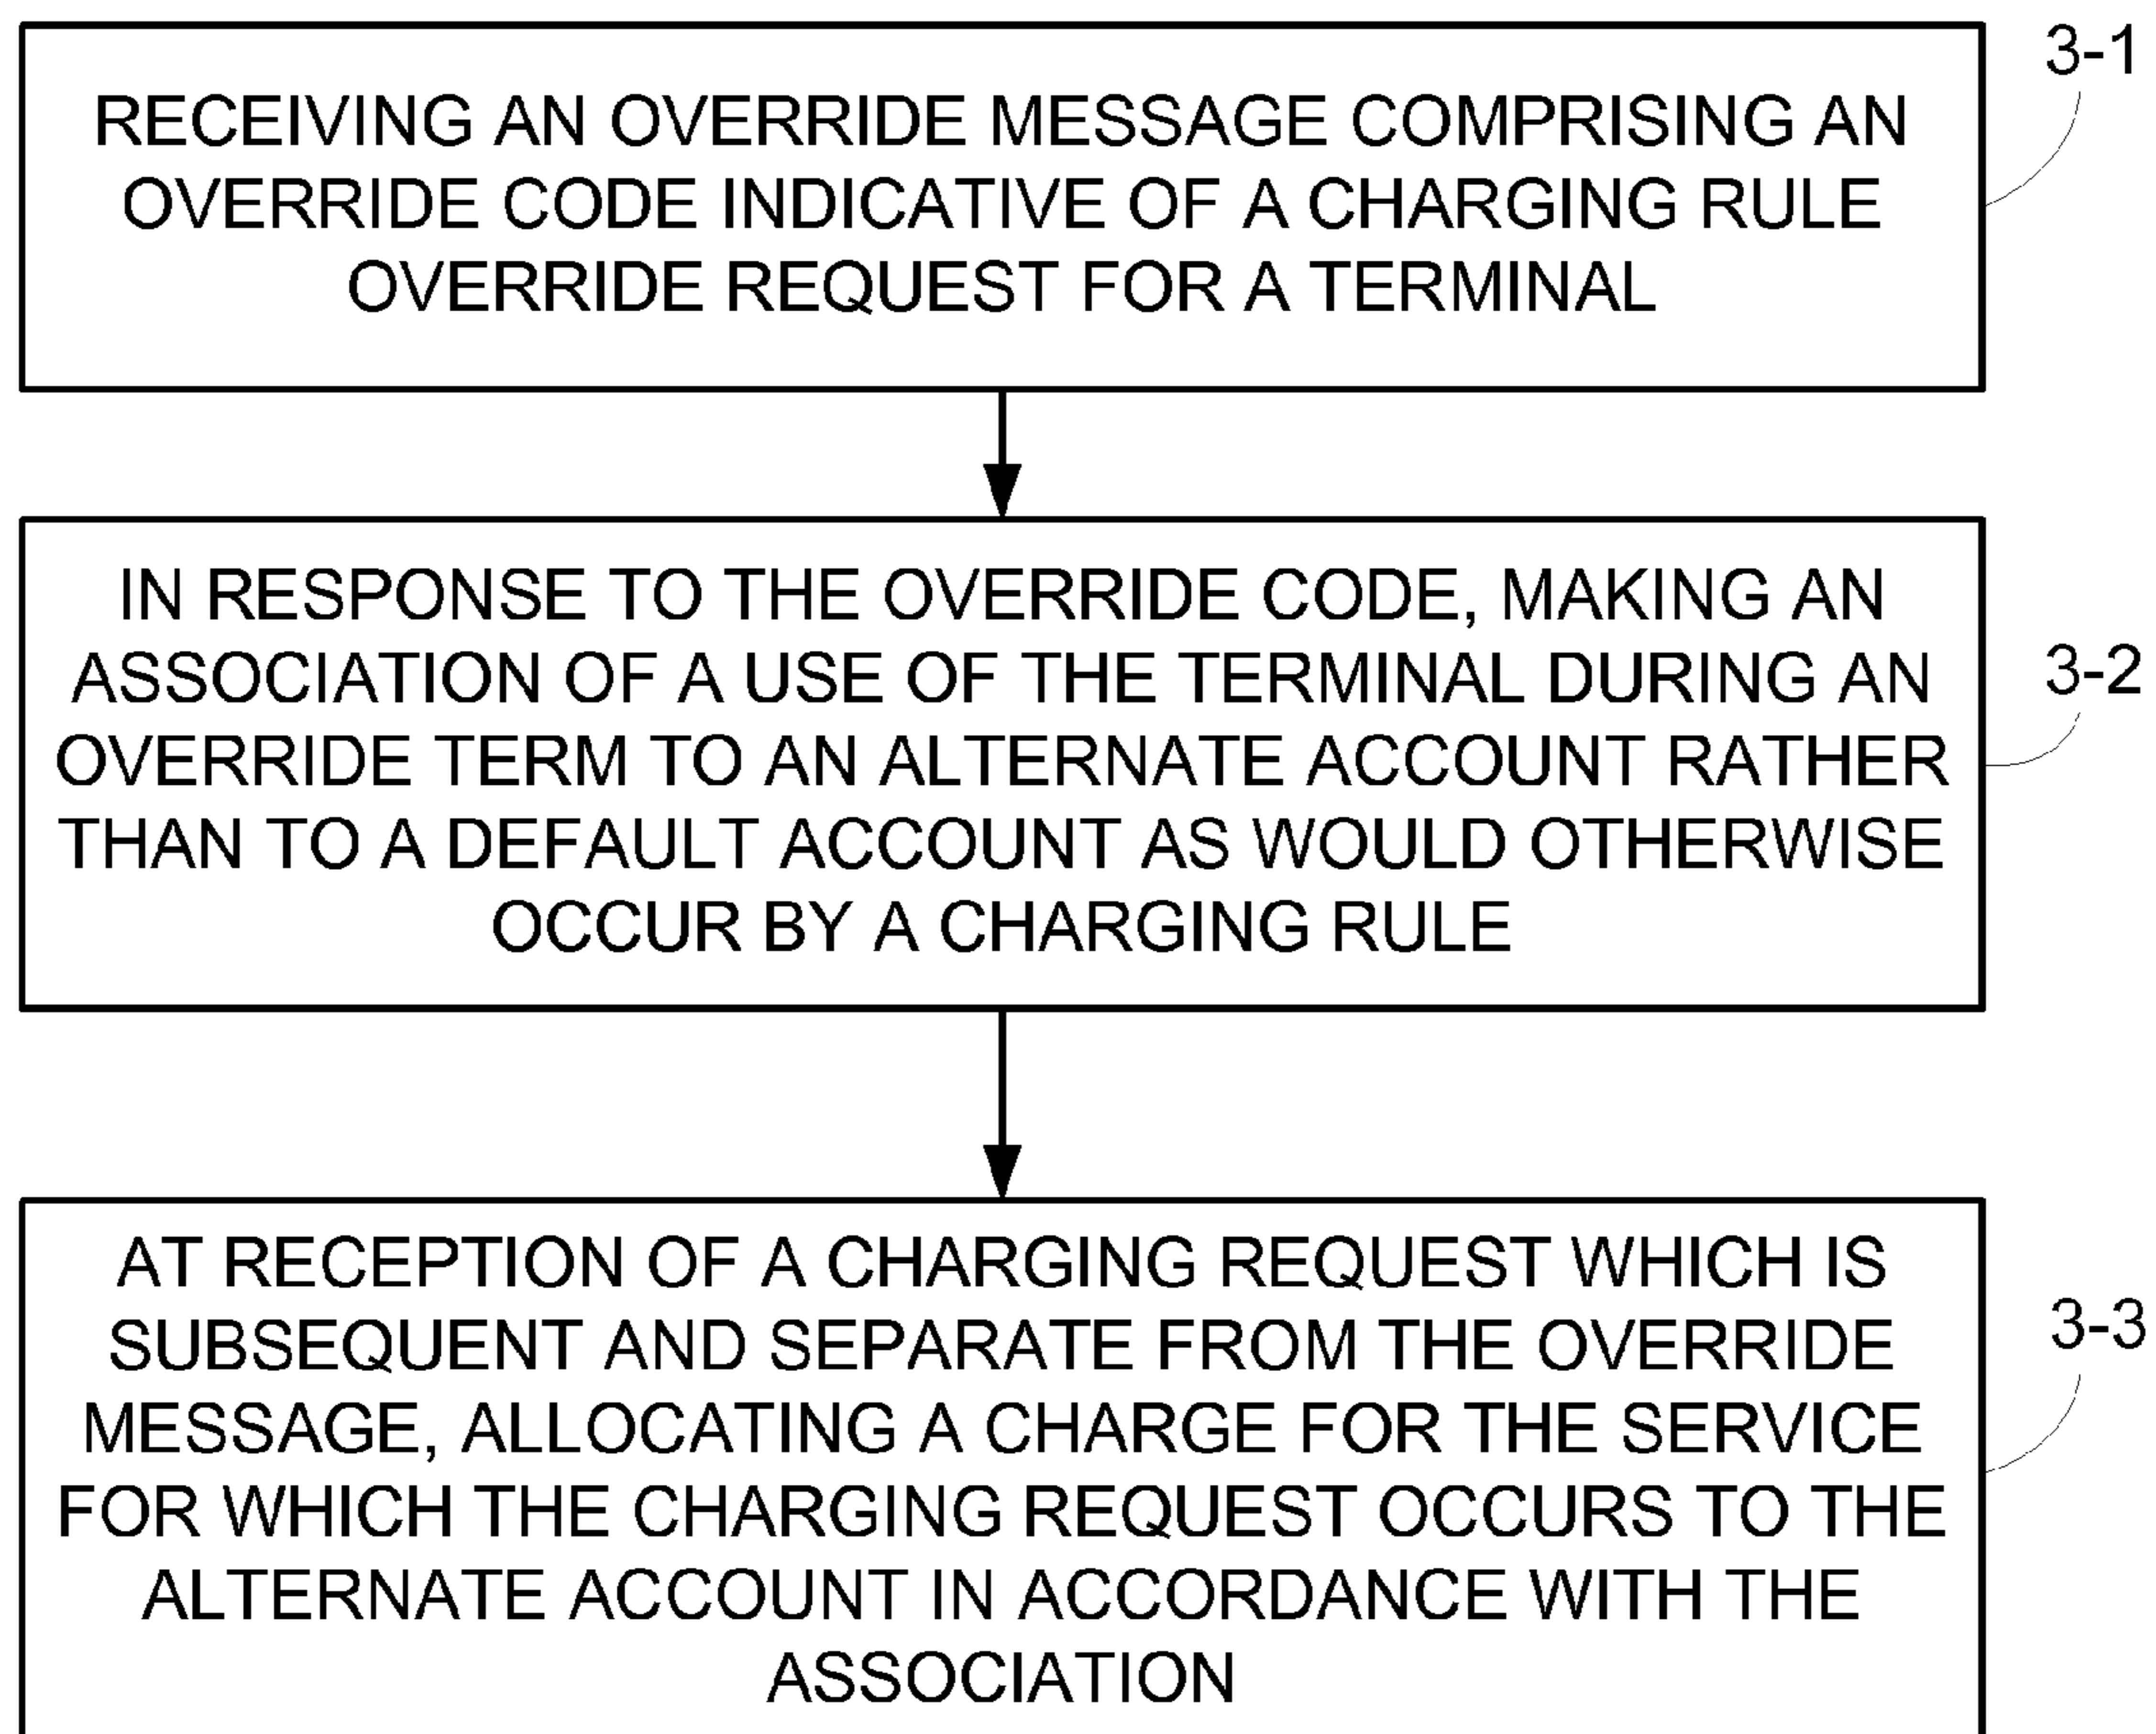 3-1
RECEIVING AN OVERRIDE MESSAGE COMPRISING AN
OVERRIDE CODE INDICATIVE OF A CHARGING RULE
OVERRIDE REQUEST FOR A TERMINAL
IN RESPONSE TO THE OVERRIDE CODE, MAKING AN
ASSOCIATION OF A USE OF THE TERMINAL DURING AN
3-2
OVERRIDE TERM TO AN ALTERNATE ACCOUNT RATHER
THAN TO A DEFAULT ACCOUNT AS WOULD OTHERWISE
OCCUR BY A CHARGING RULE
AT RECEPTION OF A CHARGING REQUEST WHICH IS
SUBSEQUENT AND SEPARATE FROM THE OVERRIDE
3-3
MESSAGE, ALLOCATING A CHARGE FOR THE SERVICE
FOR WHICH THE CHARGING REQUEST OCCURS TO THE
ALTERNATE ACCOUNT IN ACCORDANCE WITH THE
ASSOCIATION